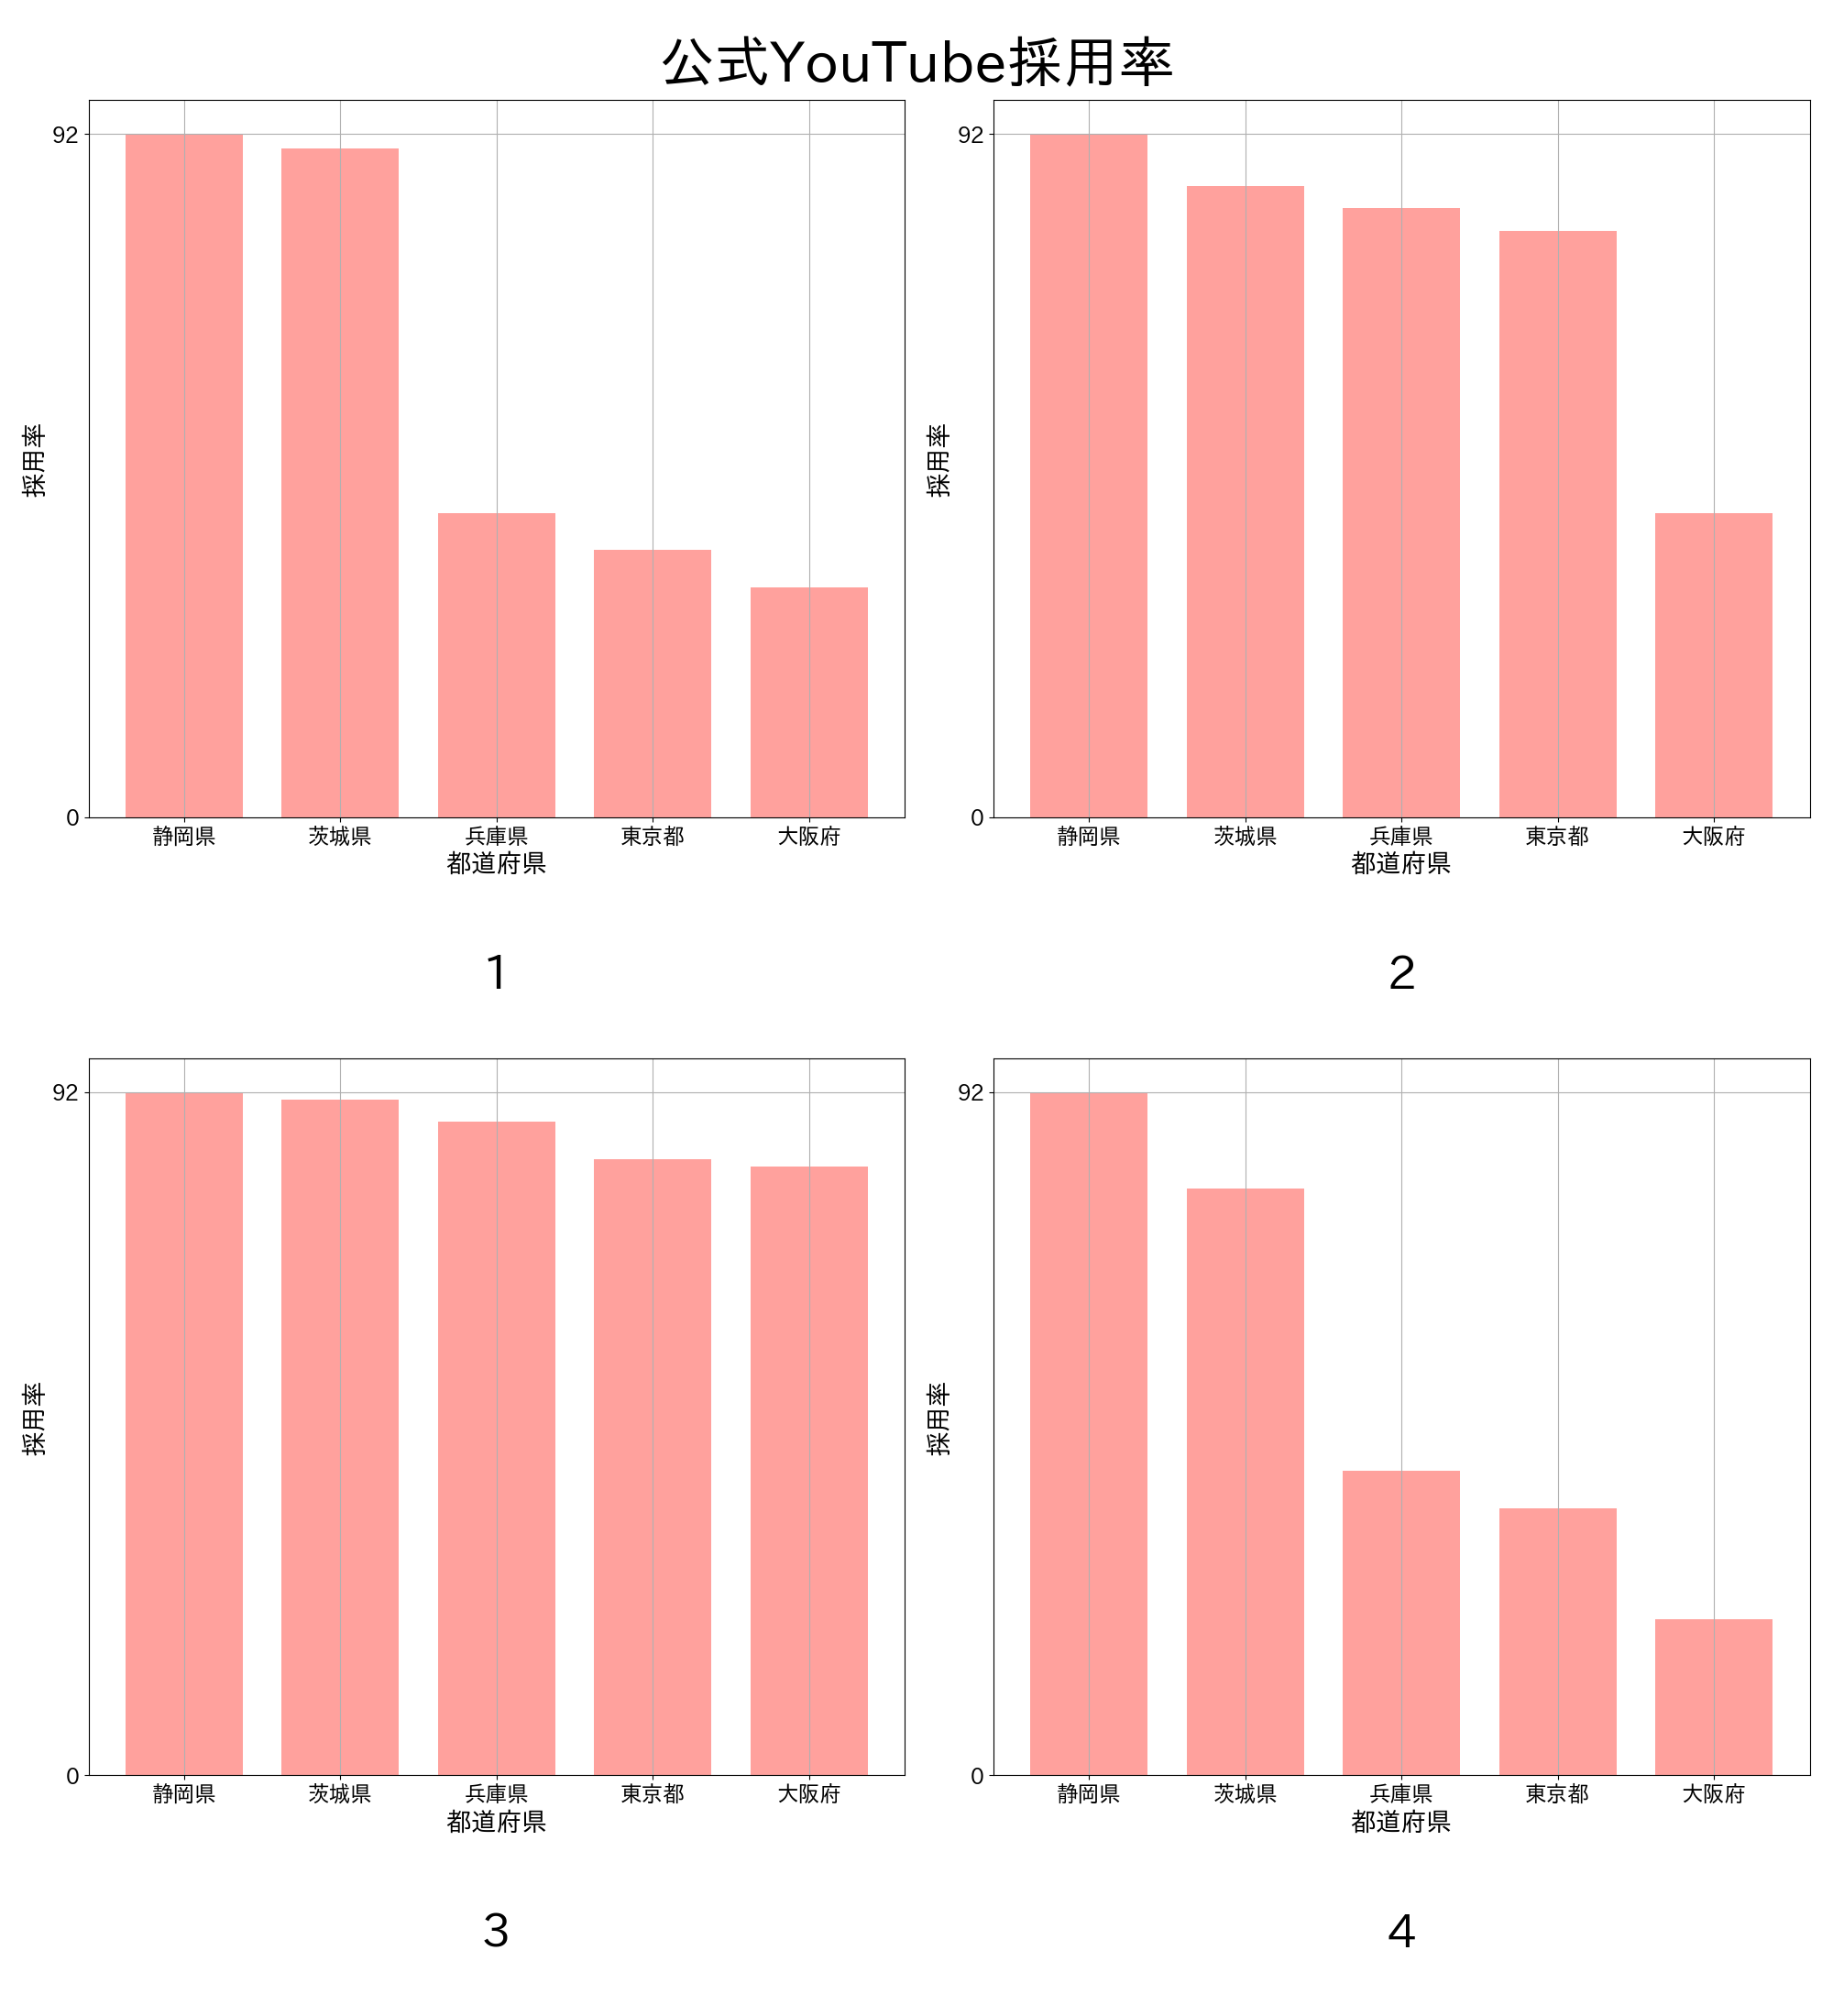 公式YouTube採用率
92
採用率
0
静岡県 茨城県 兵庫県 東京都 大阪府
都道府県
1
92
採用率
0
静岡県 茨城県 兵庫県 東京都 大阪府
都道府県
2
92
採用率
0
静岡県 茨城県 兵庫県 東京都 大阪府
都道府県
3
92
採用率
0
静岡県 茨城県 兵庫県 東京都 大阪府
都道府県
4